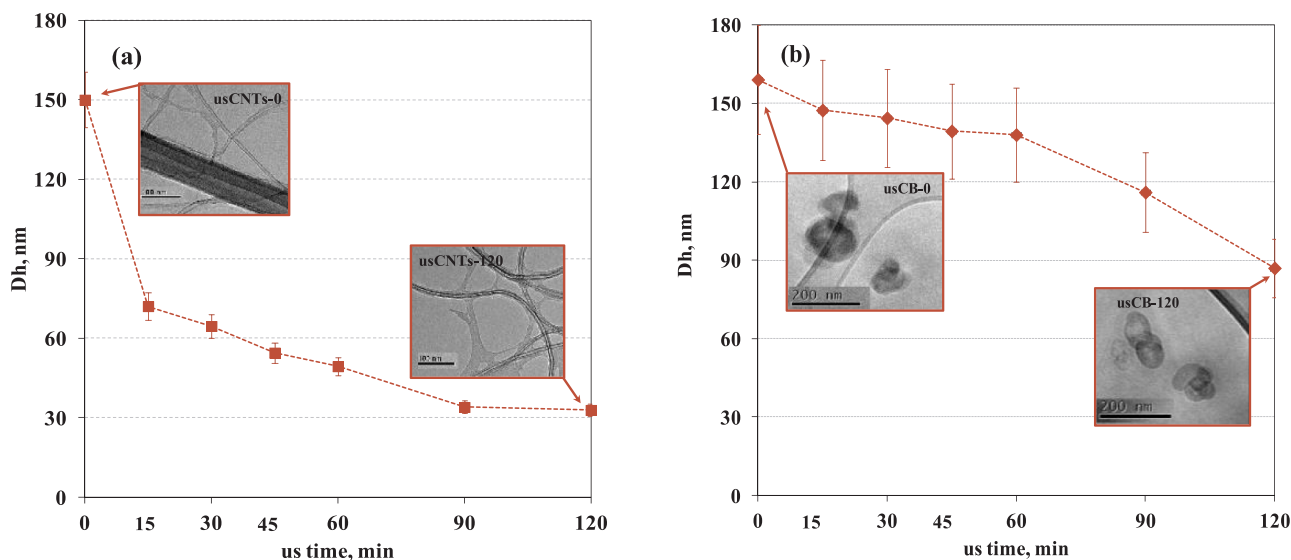 (a)
Dh, nm
180
150
120
90
60
30
0
usCNTs-0
usCNTs-120
0 15 30 45 60 90 120
us time, min
(b)
Dh, nm
180
150
120
90
60
30
0
usCB-0
200 nm
usCB-120
200 nm
0 15 30 45 60 90 120
us time, min